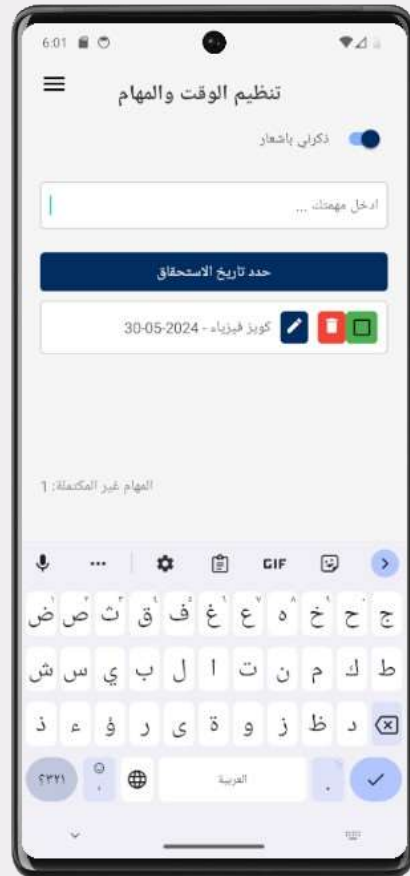 6:01
تنظيم الوقت والمهام
ذكرني باشعار
ادخل مهمتك ...
حدد تاريخ الاستحقاق
كويز فيزياء - 2024-05-30
المهام غير المكتملة: 1
GIF
ض ص ث ق ف غ ع ه خ ح ج
ش س ي ب ل ا ت ن م ك ط
ذ ء ؤ ر ى ة و ز ظ د د
؟٣٢١ ، العربية .